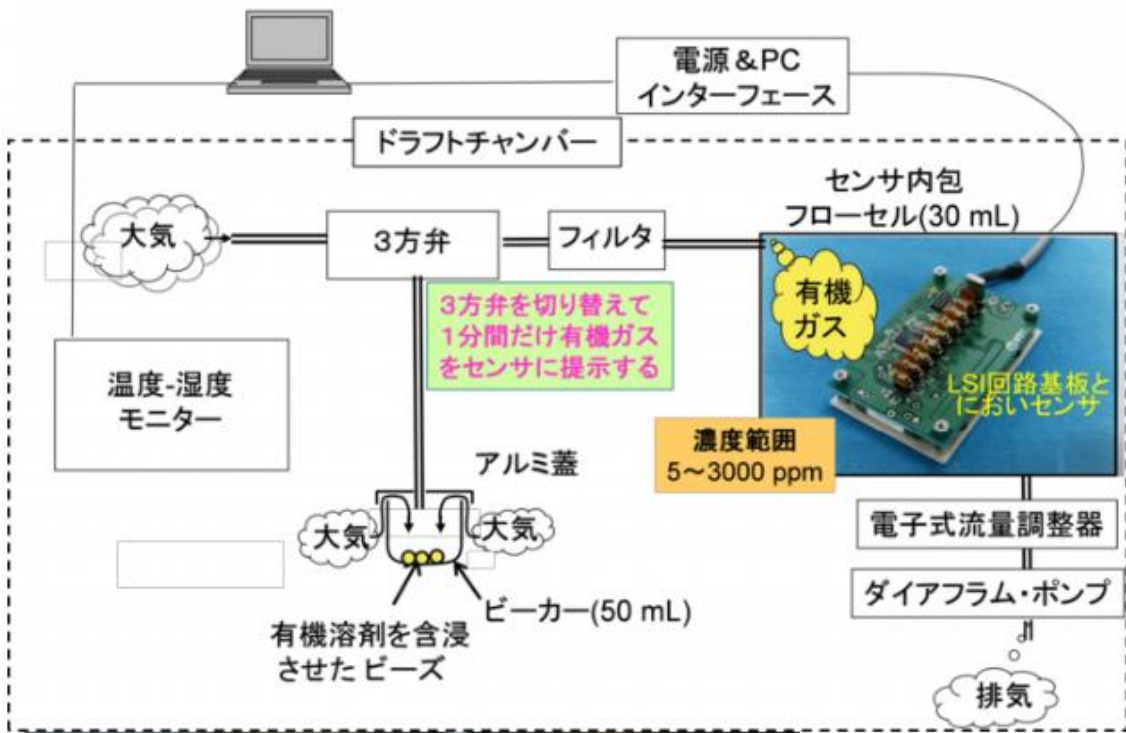 電源&PC
インターフェース
ドラフトチャンバー
センサ内包
フローセル(30 mL)
大気
3方弁
フィルタ
有機
ガス
3方弁を切り替えて
1分間だけ有機ガス
をセンサに提示する
LSI回路基板と
においセンサ
温度-湿度
モニター
濃度範囲
5〜3000 ppm
アルミ蓋
大気
大気
電子式流量調整器
ダイアフラム・ポンプ
ビーカー(50 mL)
有機溶剤を含浸
させたビーズ
排気